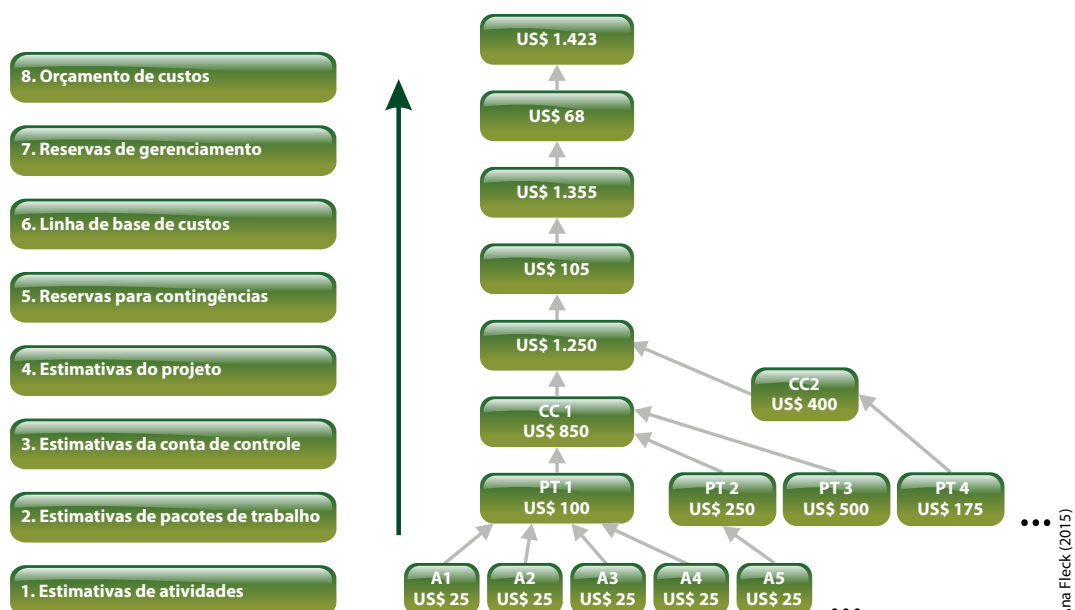 8. Orçamento de custos
7. Reservas de gerenciamento
6. Linha de base de custos
5. Reservas para contingências
4. Estimativas do projeto
3. Estimativas da conta de controle
2. Estimativas de pacotes de trabalho
1. Estimativas de atividades
US$ 1.423
US$ 68
US$ 1.355
US$ 105
US$ 1.250
CC2
US$ 400
CC 1
US$ 850
PT 1
US$ 100
PT 2
US$ 250
PT 3
US$ 500
PT 4
US$ 175
...
A1
US$ 25
A2
US$ 25
A3
US$ 25
A4
US$ 25
A5
US$ 25
...
Fleck (2015)